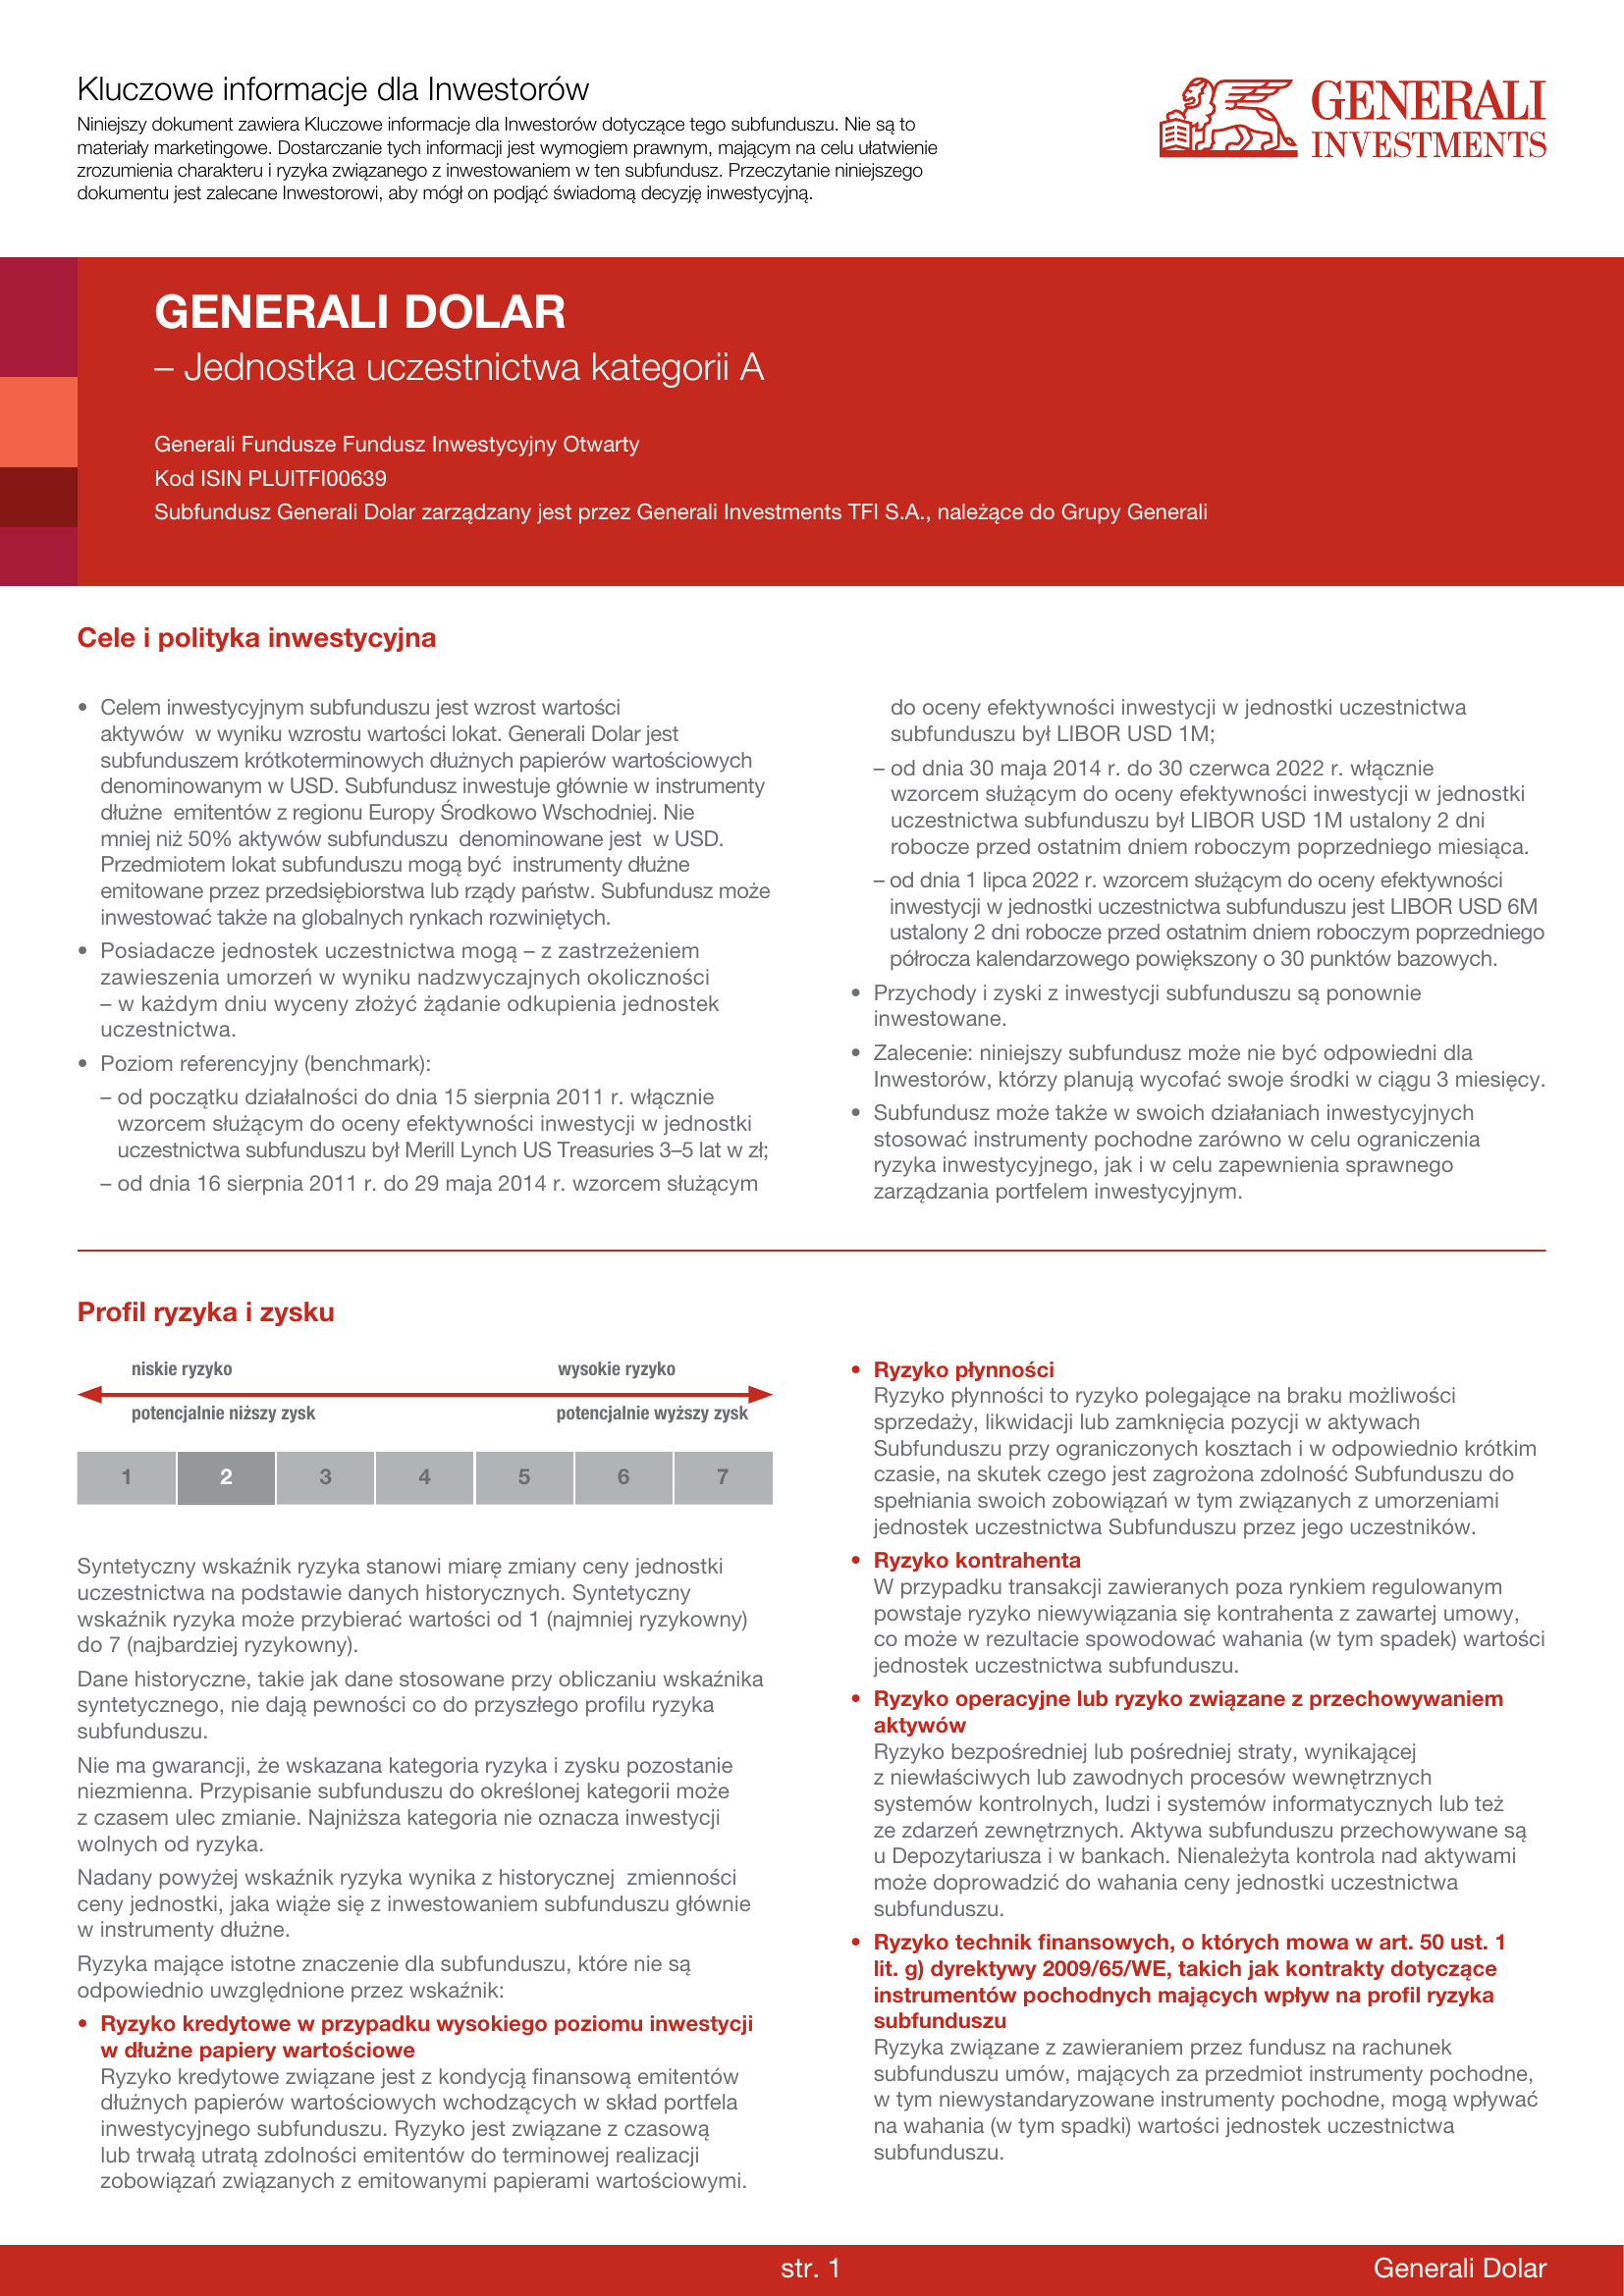 Kluczowe informacje dla Inwestorów
Niniejszy dokument zawiera Kluczowe informacje dla Inwestorów dotyczące tego subfunduszu. Nie są to
materiały marketingowe. Dostarczanie tych informacji jest wymogiem prawnym, mającym na celu ułatwienie
zrozumienia charakteru i ryzyka związanego z inwestowaniem w ten subfundusz. Przeczytanie niniejszego
dokumentu jest zalecane Inwestorowi, aby mógł on podjąć świadomą decyzję inwestycyjną.
GENERALI
INVESTMENTS
GENERALI DOLAR
– Jednostka uczestnictwa kategorii A
Generali Fundusze Fundusz Inwestycyjny Otwarty
Kod ISIN PLUITFI00639
Subfundusz Generali Dolar zarządzany jest przez Generali Investments TFI S.A., należące do Grupy Generali
Cele i polityka inwestycyjna
• Celem inwestycyjnym subfunduszu jest wzrost wartości
aktywów w wyniku wzrostu wartości lokat. Generali Dolar jest
subfunduszem krótkoterminowych dłużnych papierów wartościowych
denominowanym w USD. Subfundusz inwestuje głównie w instrumenty
dłużne emitentów z regionu Europy Środkowo Wschodniej. Nie
mniej niż 50% aktywów subfunduszu denominowane jest w USD.
Przedmiotem lokat subfunduszu mogą być instrumenty dłużne
emitowane przez przedsiębiorstwa lub rządy państw. Subfundusz może
inwestować także na globalnych rynkach rozwiniętych.
• Posiadacze jednostek uczestnictwa mogą – z zastrzeżeniem
zawieszenia umorzeń w wyniku nadzwyczajnych okoliczności
– w każdym dniu wyceny złożyć żądanie odkupienia jednostek
uczestnictwa.
• Poziom referencyjny (benchmark):
– od początku działalności do dnia 15 sierpnia 2011 r. włącznie
wzorcem służącym do oceny efektywności inwestycji w jednostki
uczestnictwa subfunduszu był Merill Lynch US Treasuries 3–5 lat w zł;
– od dnia 16 sierpnia 2011 r. do 29 maja 2014 r. wzorcem służącym
do oceny efektywności inwestycji w jednostki uczestnictwa
subfunduszu był LIBOR USD 1M;
– od dnia 30 maja 2014 r. do 30 czerwca 2022 r. włącznie
wzorcem służącym do oceny efektywności inwestycji w jednostki
uczestnictwa subfunduszu był LIBOR USD 1M ustalony 2 dni
robocze przed ostatnim dniem roboczym poprzedniego miesiąca.
– od dnia 1 lipca 2022 r. wzorcem służącym do oceny efektywności
inwestycji w jednostki uczestnictwa subfunduszu jest LIBOR USD 6M
ustalony 2 dni robocze przed ostatnim dniem roboczym poprzedniego
półrocza kalendarzowego powiększony o 30 punktów bazowych.
• Przychody i zyski z inwestycji subfunduszu są ponownie
inwestowane.
• Zalecenie: niniejszy subfundusz może nie być odpowiedni dla
Inwestorów, którzy planują wycofać swoje środki w ciągu 3 miesięcy.
• Subfundusz może także w swoich działaniach inwestycyjnych
stosować instrumenty pochodne zarówno w celu ograniczenia
ryzyka inwestycyjnego, jak i w celu zapewnienia sprawnego
zarządzania portfelem inwestycyjnym.
Profil ryzyka i zysku
niskie ryzyko wysokie ryzyko
potencjalnie niższy zysk potencjalnie wyższy zysk
1 2 3 4 5 6 7
Syntetyczny wskaźnik ryzyka stanowi miarę zmiany ceny jednostki
uczestnictwa na podstawie danych historycznych. Syntetyczny
wskaźnik ryzyka może przybierać wartości od 1 (najmniej ryzykowny)
do 7 (najbardziej ryzykowny).
Dane historyczne, takie jak dane stosowane przy obliczaniu wskaźnika
syntetycznego, nie dają pewności co do przyszłego profilu ryzyka
subfunduszu.
Nie ma gwarancji, że wskazana kategoria ryzyka i zysku pozostanie
niezmienna. Przypisanie subfunduszu do określonej kategorii może
z czasem ulec zmianie. Najniższa kategoria nie oznacza inwestycji
wolnych od ryzyka.
Nadany powyżej wskaźnik ryzyka wynika z historycznej zmienności
ceny jednostki, jaka wiąże się z inwestowaniem subfunduszu głównie
w instrumenty dłużne.
Ryzyka mające istotne znaczenie dla subfunduszu, które nie są
odpowiednio uwzględnione przez wskaźnik:
• Ryzyko kredytowe w przypadku wysokiego poziomu inwestycji
w dłużne papiery wartościowe
Ryzyko kredytowe związane jest z kondycją finansową emitentów
dłużnych papierów wartościowych wchodzących w skład portfela
inwestycyjnego subfunduszu. Ryzyko jest związane z czasową
lub trwałą utratą zdolności emitentów do terminowej realizacji
zobowiązań związanych z emitowanymi papierami wartościowymi.
• Ryzyko płynności
Ryzyko płynności to ryzyko polegające na braku możliwości
sprzedaży, likwidacji lub zamknięcia pozycji w aktywach
Subfunduszu przy ograniczonych kosztach i w odpowiednio krótkim
czasie, na skutek czego jest zagrożona zdolność Subfunduszu do
spełniania swoich zobowiązań w tym związanych z umorzeniami
jednostek uczestnictwa Subfunduszu przez jego uczestników.
• Ryzyko kontrahenta
W przypadku transakcji zawieranych poza rynkiem regulowanym
powstaje ryzyko niewywiązania się kontrahenta z zawartej umowy,
co może w rezultacie spowodować wahania (w tym spadek) wartości
jednostek uczestnictwa subfunduszu.
• Ryzyko operacyjne lub ryzyko związane z przechowywaniem
aktywów
Ryzyko bezpośredniej lub pośredniej straty, wynikającej
z niewłaściwych lub zawodnych procesów wewnętrznych
systemów kontrolnych, ludzi i systemów informatycznych lub też
ze zdarzeń zewnętrznych. Aktywa subfunduszu przechowywane są
u Depozytariusza i w bankach. Nienależyta kontrola nad aktywami
może doprowadzić do wahania ceny jednostki uczestnictwa
subfunduszu.
• Ryzyko technik finansowych, o których mowa w art. 50 ust. 1
lit. g) dyrektywy 2009/65/WE, takich jak kontrakty dotyczące
instrumentów pochodnych mających wpływ na profil ryzyka
subfunduszu
Ryzyka związane z zawieraniem przez fundusz na rachunek
subfunduszu umów, mających za przedmiot instrumenty pochodne,
w tym niewystandaryzowane instrumenty pochodne, mogą wpływać
na wahania (w tym spadki) wartości jednostek uczestnictwa
subfunduszu.
str. 1
Generali Dolar